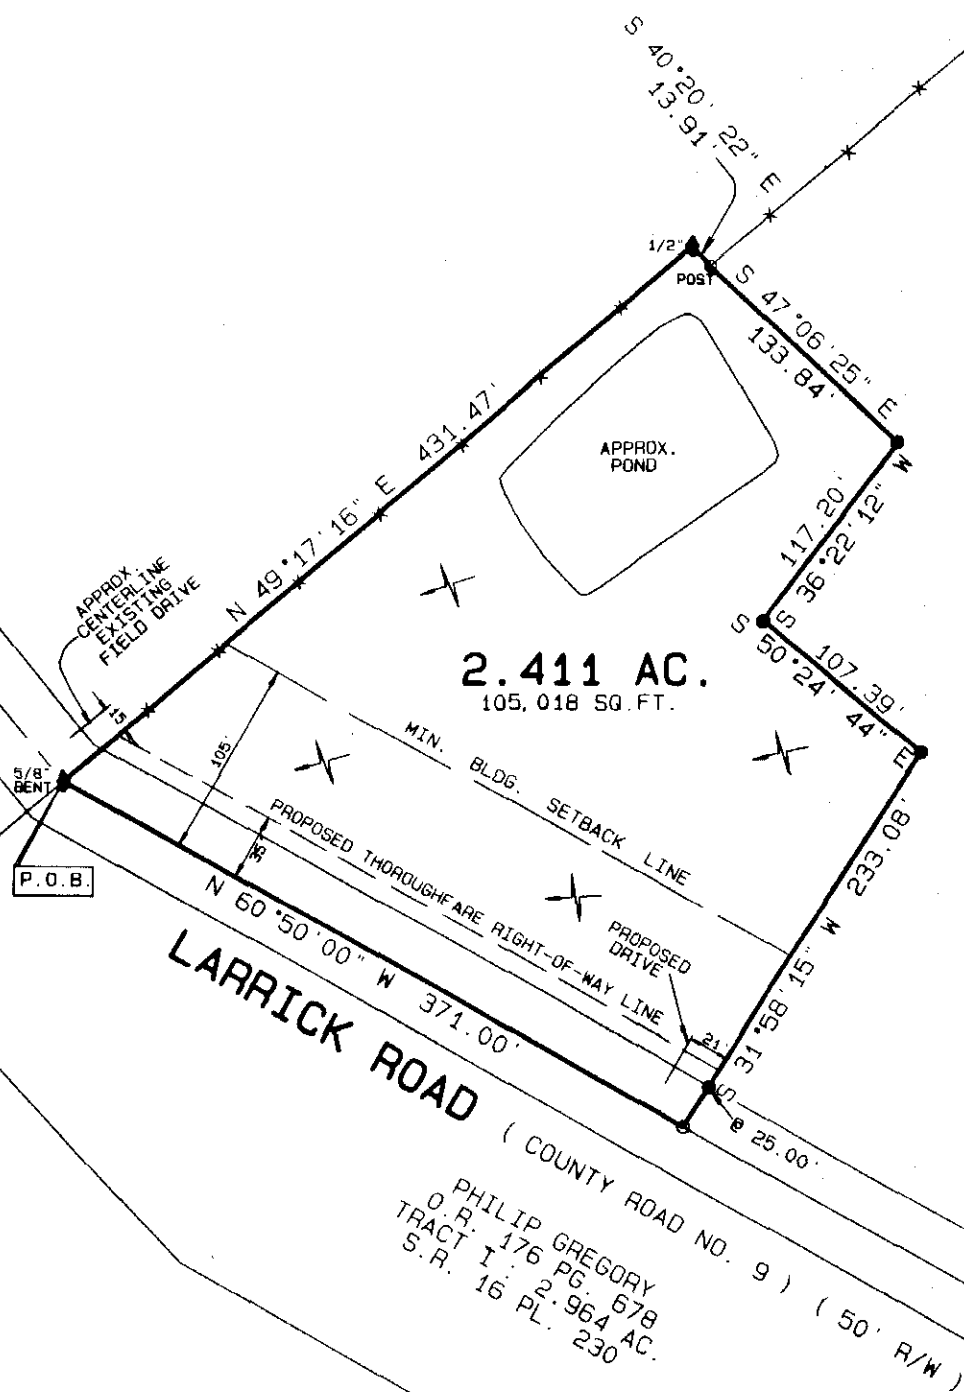 S 40°20' 22" E
13.91'
1/2"
POST
S 47°06'25" E
133.84'
N 49°17'16" E 431.47'
APPROX.
POND
117.20'
S 36°22'12" W
APPROX.
CENTERLINE
EXISTING
FIELD DRIVE
15'
S 50°24' 44" E
107.39'
2.411 AC.
105,018 SQ.FT.
105'
MIN. BLDG. SETBACK LINE
5/8"
BENT
P.O.B.
35'
PROPOSED THOROUGHFARE RIGHT-OF-WAY LINE
PROPOSED
DRIVE
21'
233.08'
S 31°58'15" W
N 60°50'00" W 371.00'
@ 25.00'
LARRICK ROAD
( COUNTY ROAD NO. 9 ) ( 50' R/W )
PHILIP GREGORY
O.R. 176 PG. 678
TRACT I : 2.964 AC.
S.R. 16 PL. 230